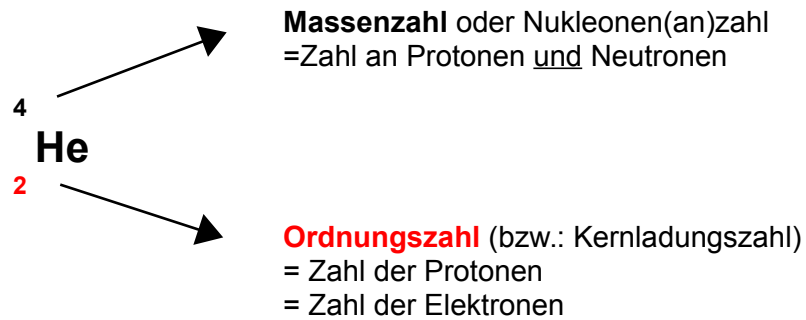 Massenzahl oder Nukleonen(an)zahl
=Zahl an Protonen und Neutronen
4
He
2
Ordnungszahl (bzw.: Kernladungszahl)
= Zahl der Protonen
= Zahl der Elektronen